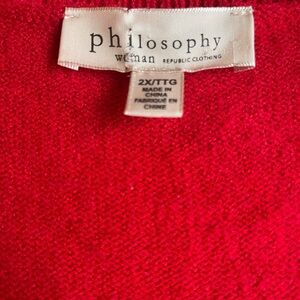 philosophy
woman REPUBLIC CLOTHING
2X/TTG
MADE IN
CHINA
FABRIQUÉ EN
CHINE